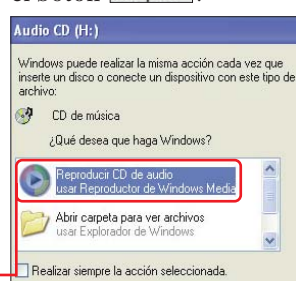 Audio CD (H:)
Windows puede realizar la misma acción cada vez que
inserte un disco o conecte un dispositivo con este tipo de
archivo:
CD de música
¿Qué desea que haga Windows?
Reproducir CD de audio
usar Reproductor de Windows Media
Abrir carpeta para ver archivos
usar Explorador de Windows
Realizar siempre la acción seleccionada.